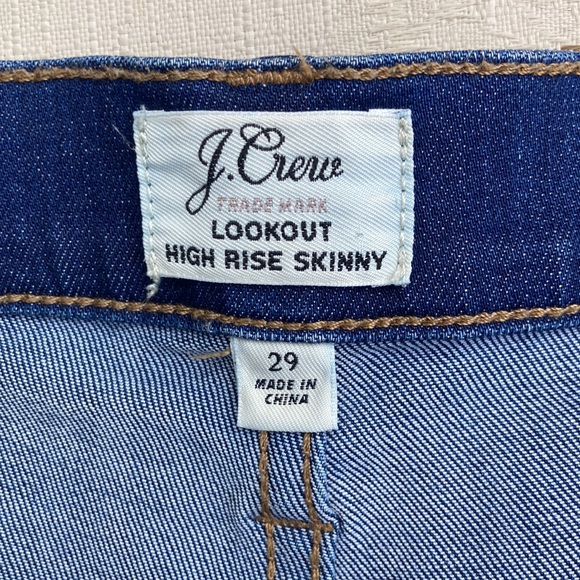 J.Crew
TRADE MARK
LOOKOUT
HIGH RISE SKINNY
29
MADE IN
CHINA